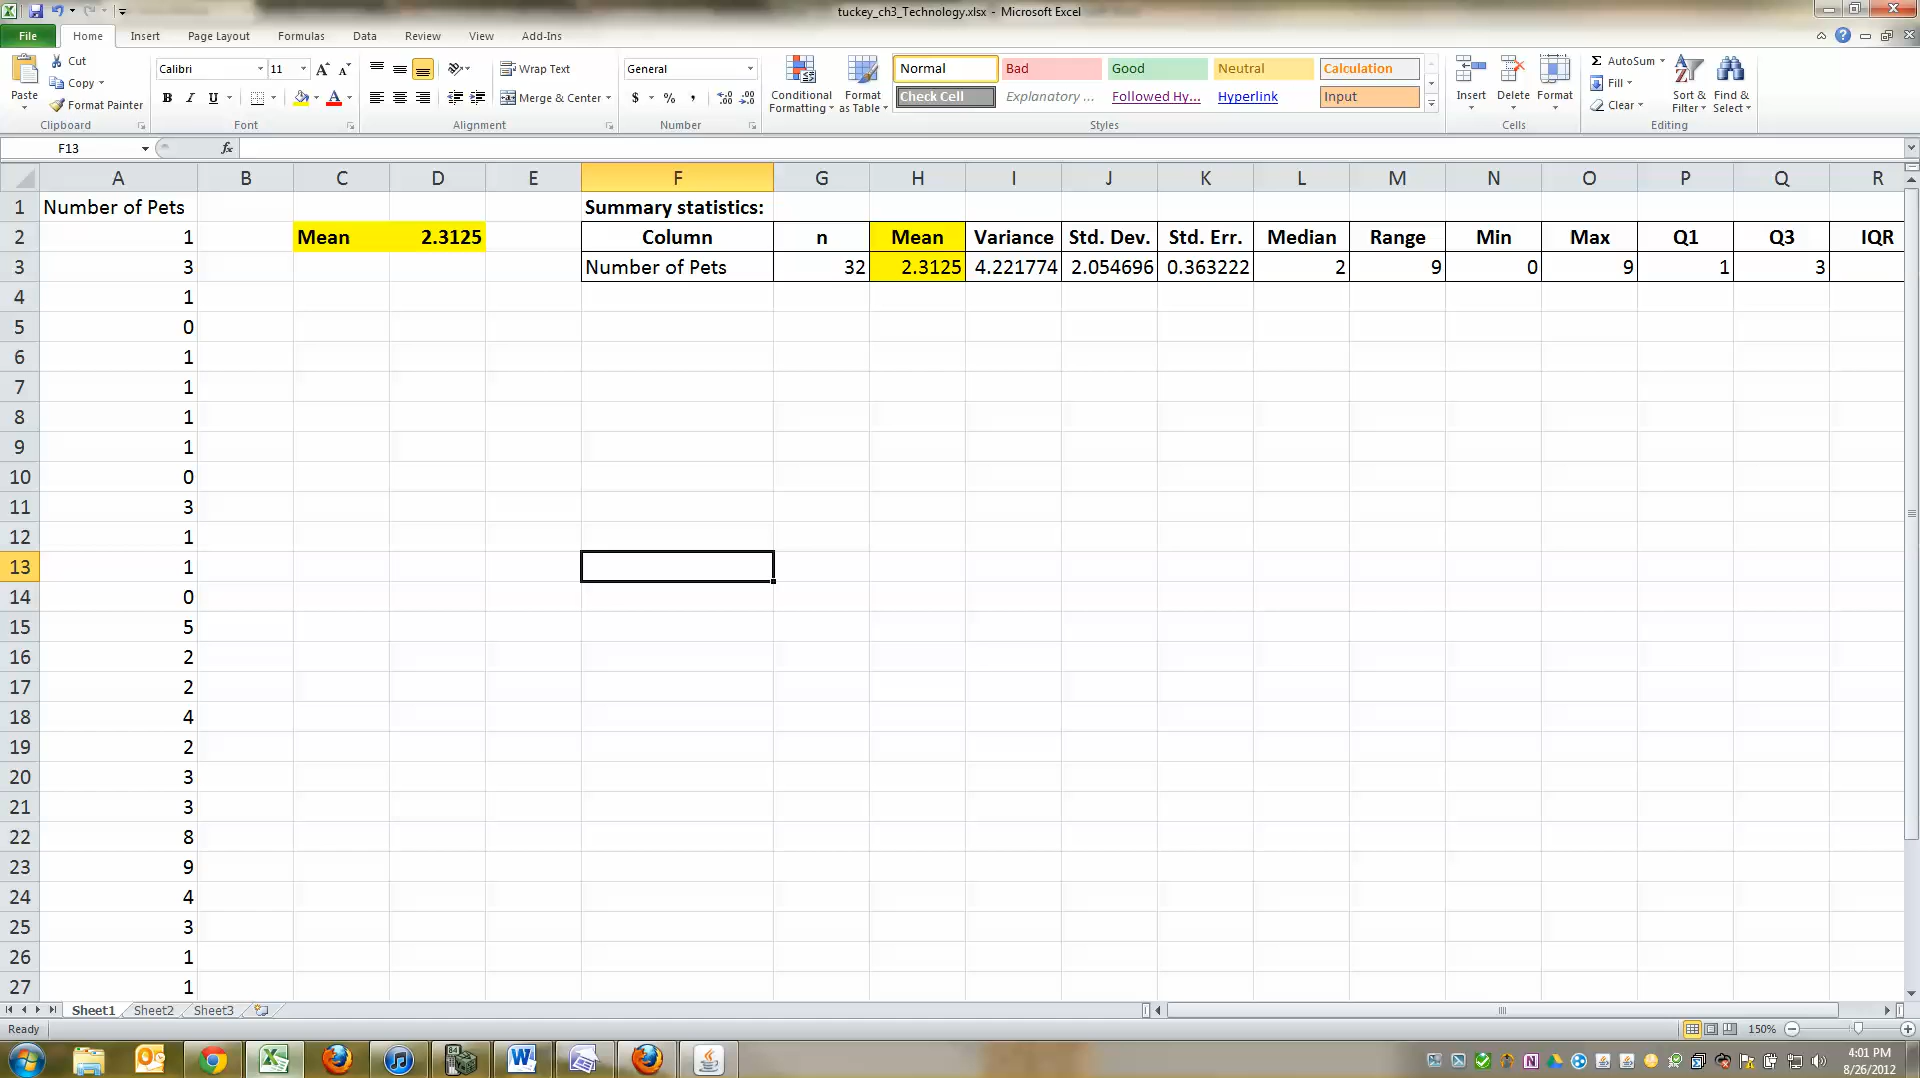 tuckey_ch3_Technology.xlsx - Microsoft Excel
File Home Insert Page Layout Formulas Data Review View Add-Ins
Paste
Cut
Copy
Format Painter
Clipboard
Calibri 11
B I U
Font
Wrap Text
Merge & Center
Alignment
General
$ % ,
Number
Conditional Formatting
Format as Table
Normal Bad Good Neutral Calculation
Check Cell Explanatory ... Followed Hy... Hyperlink Input
Styles
Insert Delete Format
Cells
Σ AutoSum
Fill
Clear
Sort & Filter
Find & Select
Editing
F13 fx
A B C D E F G H I J K L M N O P Q R
1 Number of Pets Summary statistics:
2 1 Mean 2.3125 Column n Mean Variance Std. Dev. Std. Err. Median Range Min Max Q1 Q3 IQR
3 3 Number of Pets 32 2.3125 4.221774 2.054696 0.363222 2 9 0 9 1 3
4 1
5 0
6 1
7 1
8 1
9 1
10 0
11 3
12 1
13 1
14 0
15 5
16 2
17 2
18 4
19 2
20 3
21 3
22 8
23 9
24 4
25 3
26 1
27 1
Sheet1 Sheet2 Sheet3
Ready 150%
4:01 PM
8/26/2012